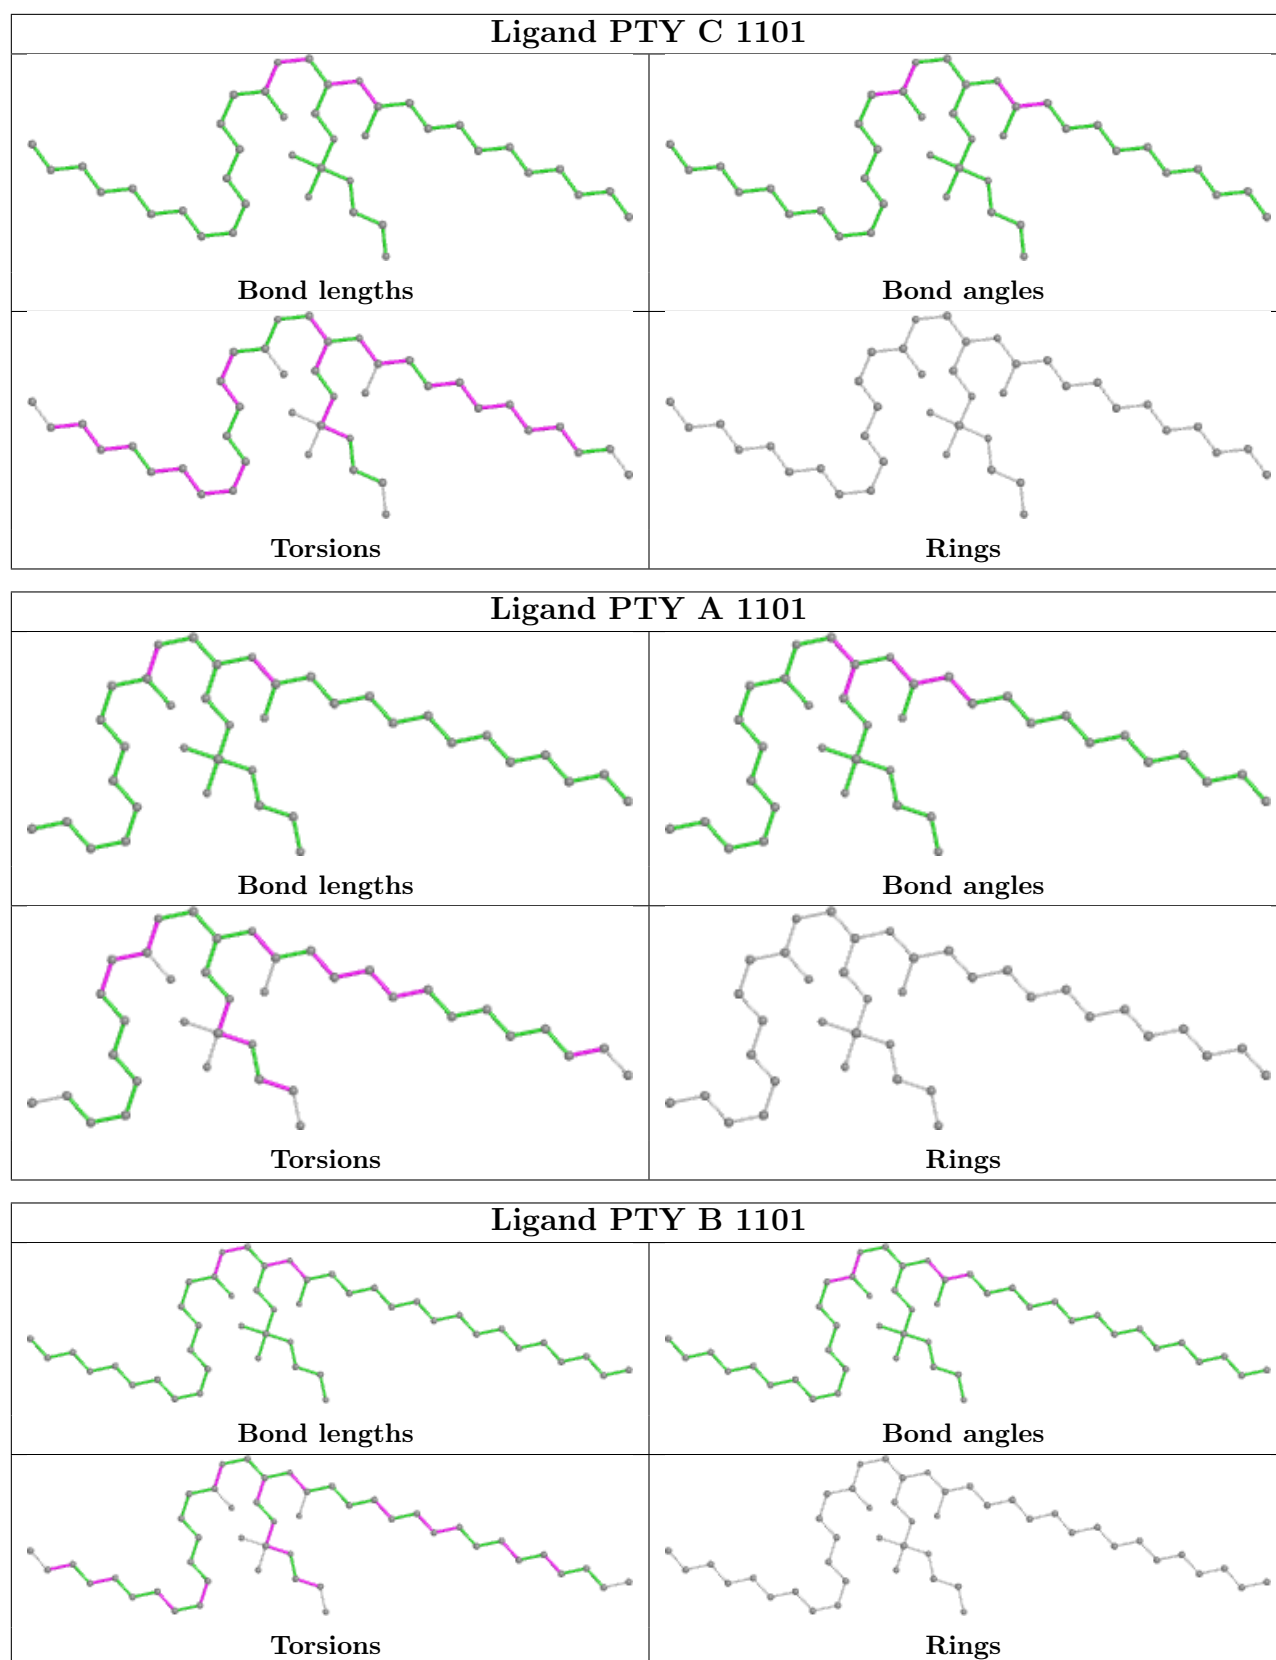 Ligand PTY C 1101
Bond lengths
Bond angles
Torsions
Rings
Ligand PTY A 1101
Bond lengths
Bond angles
Torsions
Rings
Ligand PTY B 1101
Bond lengths
Bond angles
Torsions
Rings